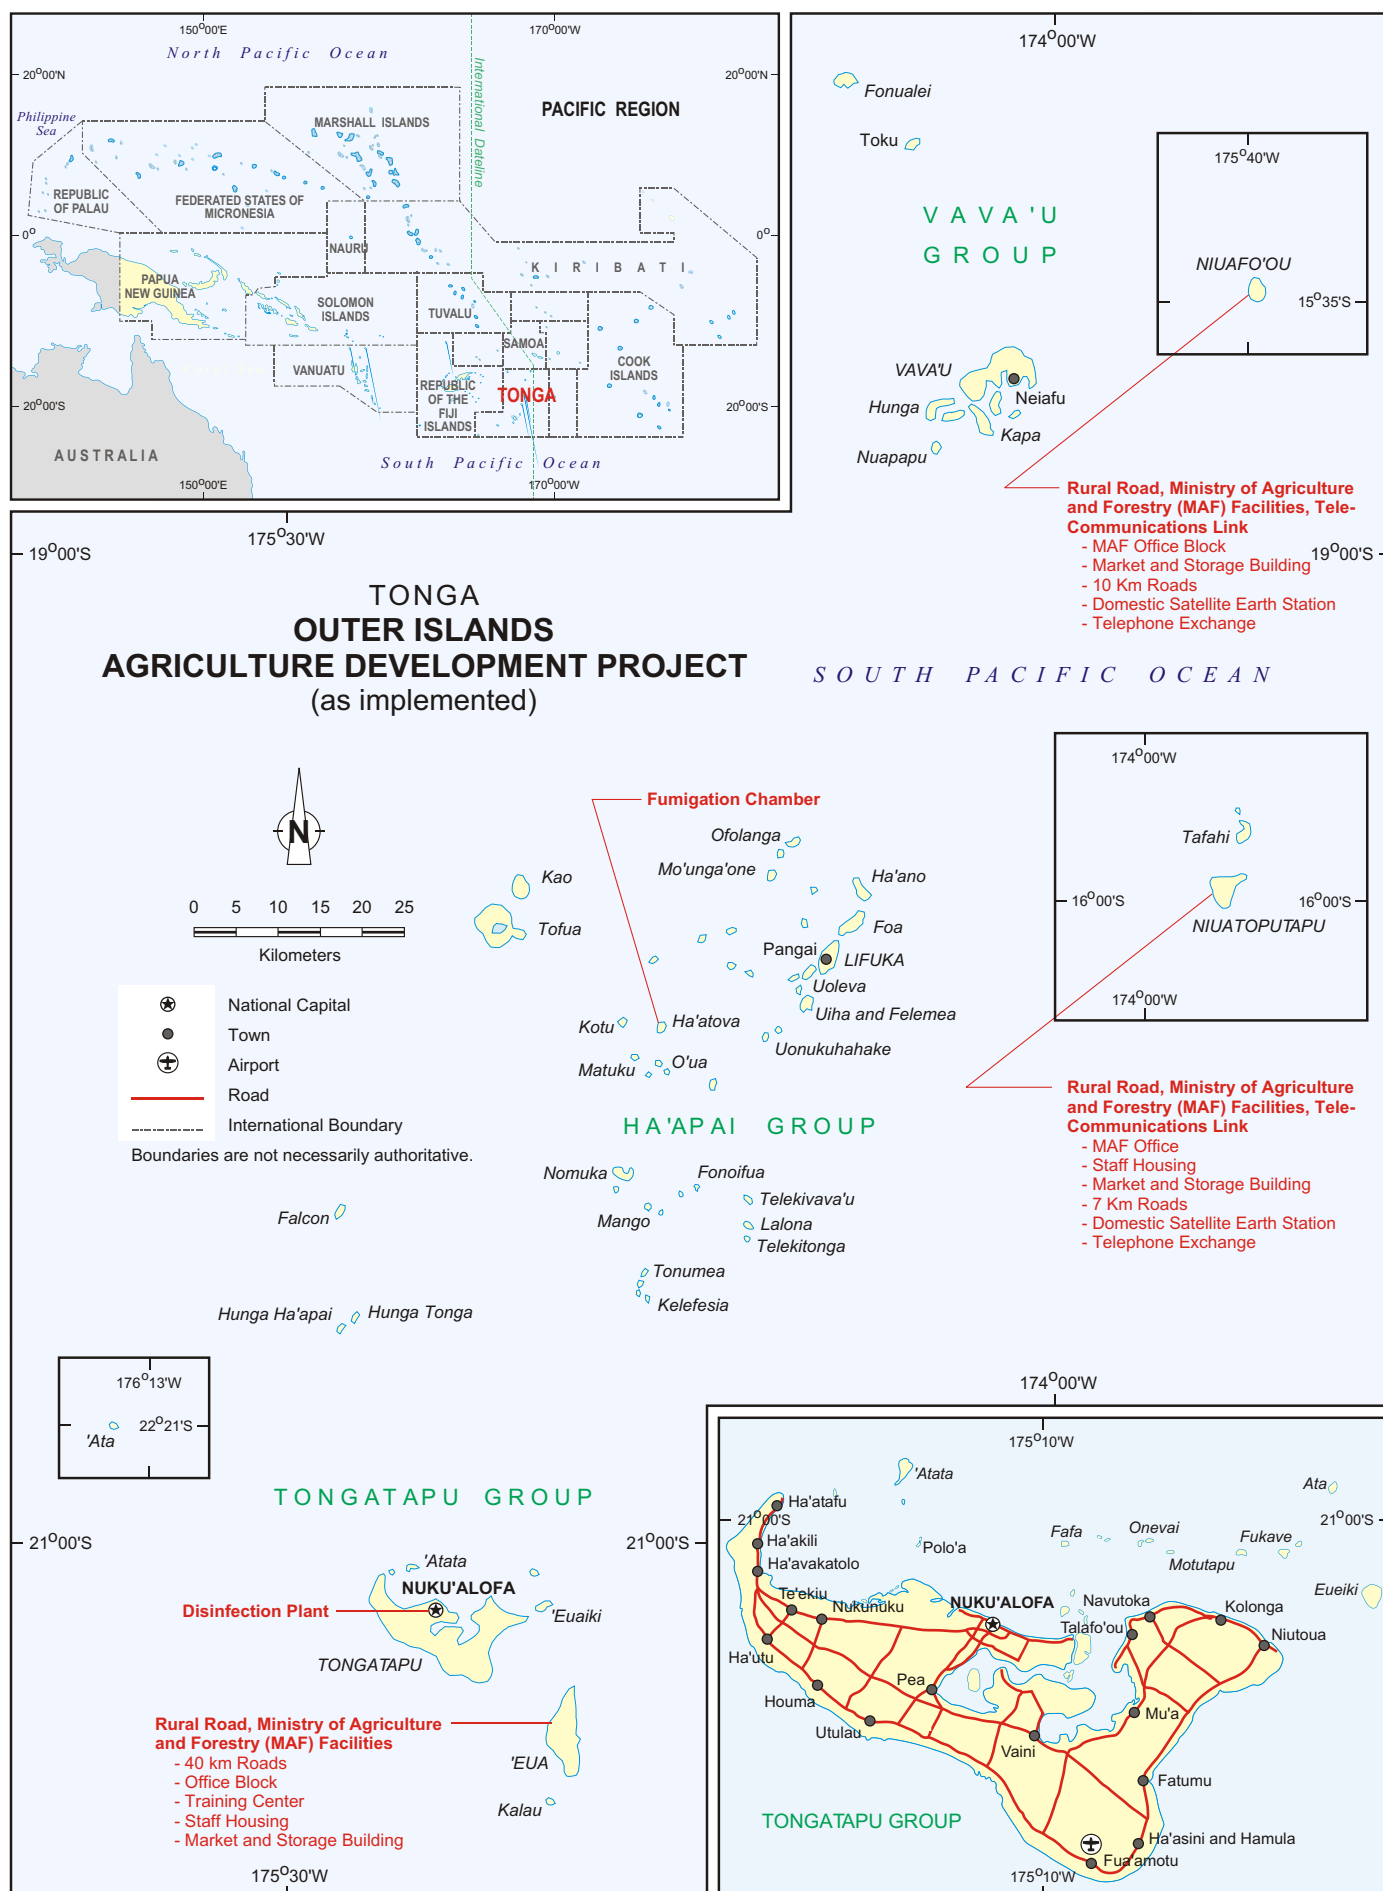 150°00'E
170°00'W
North Pacific Ocean
20°00'N
20°00'N
International Dateline
PACIFIC REGION
Philippine
Sea
MARSHALL ISLANDS
REPUBLIC
OF PALAU
FEDERATED STATES OF
MICRONESIA
0°
0°
NAURU
KIRIBATI
PAPUA
NEW GUINEA
SOLOMON
ISLANDS
TUVALU
SAMOA
COOK
ISLANDS
VANUATU
REPUBLIC
OF THE
FIJI
ISLANDS
TONGA
20°00'S
20°00'S
AUSTRALIA
South Pacific Ocean
150°00'E
170°00'W
174°00'W
Fonualei
Toku
VAVA'U
GROUP
175°40'W
NIUAFO'OU
15°35'S
VAVA'U
Neiafu
Hunga
Kapa
Nuapapu
Rural Road, Ministry of Agriculture
and Forestry (MAF) Facilities, Tele-
Communications Link
- MAF Office Block
- Market and Storage Building
- 10 Km Roads
- Domestic Satellite Earth Station
- Telephone Exchange
175°30'W
19°00'S
19°00'S
TONGA
OUTER ISLANDS
AGRICULTURE DEVELOPMENT PROJECT
(as implemented)
SOUTH PACIFIC OCEAN
N
0 5 10 15 20 25
Kilometers
National Capital
Town
Airport
Road
International Boundary
Boundaries are not necessarily authoritative.
Fumigation Chamber
Ofolanga
Mo'unga'one
Ha'ano
Kao
Tofua
Foa
Pangai
LIFUKA
Uoleva
Uiha and Felemea
Kotu
Ha'atova
Uonukuhahake
Matuku
O'ua
HA'APAI GROUP
174°00'W
Tafahi
16°00'S
16°00'S
NIUATOPUTAPU
174°00'W
Rural Road, Ministry of Agriculture
and Forestry (MAF) Facilities, Tele-
Communications Link
- MAF Office
- Staff Housing
- Market and Storage Building
- 7 Km Roads
- Domestic Satellite Earth Station
- Telephone Exchange
Nomuka
Fonoifua
Telekivava'u
Mango
Lalona
Telekitonga
Falcon
Tonumea
Kelefesia
Hunga Ha'apai
Hunga Tonga
176°13'W
22°21'S
'Ata
TONGATAPU GROUP
174°00'W
21°00'S
21°00'S
'Atata
NUKU'ALOFA
Disinfection Plant
'Euaiki
TONGATAPU
Rural Road, Ministry of Agriculture
and Forestry (MAF) Facilities
- 40 km Roads
- Office Block
- Training Center
- Staff Housing
- Market and Storage Building
'EUA
Kalau
175°30'W
175°10'W
'Atata
Ata
Ha'atafu
21°00'S
21°00'S
Ha'akili
Polo'a
Fafa
Onevai
Fukave
Motutapu
Ha'avakatolo
Eueiki
Te'ekiu
Nukunuku
NUKU'ALOFA
Navutoka
Talafo'ou
Kolonga
Niutoua
Ha'utu
Pea
Houma
Mu'a
Utulau
Vaini
Fatumu
TONGATAPU GROUP
Ha'asini and Hamula
Fua'amotu
175°10'W